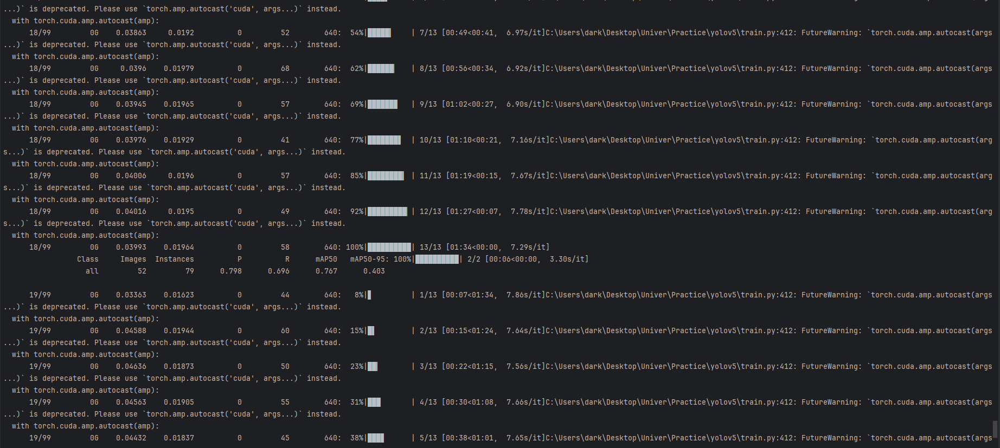 ...)` is deprecated. Please use `torch.amp.autocast('cuda', args...)` instead.
  with torch.cuda.amp.autocast(amp):
      18/99         0G    0.03863     0.0192          0         52        640:  54%|█████▍    | 7/13 [00:49<00:41,  6.97s/it]C:\Users\dark\Desktop\Univer\Practice\yolov5\train.py:412: FutureWarning: `torch.cuda.amp.autocast(args
...)` is deprecated. Please use `torch.amp.autocast('cuda', args...)` instead.
  with torch.cuda.amp.autocast(amp):
      18/99         0G     0.0396    0.01979          0         68        640:  62%|██████▏   | 8/13 [00:56<00:34,  6.92s/it]C:\Users\dark\Desktop\Univer\Practice\yolov5\train.py:412: FutureWarning: `torch.cuda.amp.autocast(args
...)` is deprecated. Please use `torch.amp.autocast('cuda', args...)` instead.
  with torch.cuda.amp.autocast(amp):
      18/99         0G    0.03945    0.01965          0         57        640:  69%|██████▉   | 9/13 [01:02<00:27,  6.90s/it]C:\Users\dark\Desktop\Univer\Practice\yolov5\train.py:412: FutureWarning: `torch.cuda.amp.autocast(args
...)` is deprecated. Please use `torch.amp.autocast('cuda', args...)` instead.
  with torch.cuda.amp.autocast(amp):
      18/99         0G    0.03976    0.01929          0         41        640:  77%|███████▋  | 10/13 [01:10<00:21,  7.16s/it]C:\Users\dark\Desktop\Univer\Practice\yolov5\train.py:412: FutureWarning: `torch.cuda.amp.autocast(arg
s...)` is deprecated. Please use `torch.amp.autocast('cuda', args...)` instead.
  with torch.cuda.amp.autocast(amp):
      18/99         0G    0.04006     0.0196          0         57        640:  85%|████████▍ | 11/13 [01:19<00:15,  7.67s/it]C:\Users\dark\Desktop\Univer\Practice\yolov5\train.py:412: FutureWarning: `torch.cuda.amp.autocast(arg
s...)` is deprecated. Please use `torch.amp.autocast('cuda', args...)` instead.
  with torch.cuda.amp.autocast(amp):
      18/99         0G    0.04016     0.0195          0         49        640:  92%|█████████▏| 12/13 [01:27<00:07,  7.78s/it]C:\Users\dark\Desktop\Univer\Practice\yolov5\train.py:412: FutureWarning: `torch.cuda.amp.autocast(arg
s...)` is deprecated. Please use `torch.amp.autocast('cuda', args...)` instead.
  with torch.cuda.amp.autocast(amp):
      18/99         0G    0.03993    0.01964          0         58        640: 100%|██████████| 13/13 [01:34<00:00,  7.29s/it]
                 Class     Images  Instances          P          R      mAP50   mAP50-95: 100%|██████████| 2/2 [00:06<00:00,  3.30s/it]
                   all         52         79      0.798      0.696      0.767      0.403
      19/99         0G    0.03363    0.01623          0         44        640:   8%|▊         | 1/13 [00:07<01:34,  7.86s/it]C:\Users\dark\Desktop\Univer\Practice\yolov5\train.py:412: FutureWarning: `torch.cuda.amp.autocast(args
...)` is deprecated. Please use `torch.amp.autocast('cuda', args...)` instead.
  with torch.cuda.amp.autocast(amp):
      19/99         0G    0.04588    0.01944          0         60        640:  15%|█▌        | 2/13 [00:15<01:24,  7.64s/it]C:\Users\dark\Desktop\Univer\Practice\yolov5\train.py:412: FutureWarning: `torch.cuda.amp.autocast(args
...)` is deprecated. Please use `torch.amp.autocast('cuda', args...)` instead.
  with torch.cuda.amp.autocast(amp):
      19/99         0G    0.04636    0.01873          0         50        640:  23%|██▎       | 3/13 [00:22<01:15,  7.56s/it]C:\Users\dark\Desktop\Univer\Practice\yolov5\train.py:412: FutureWarning: `torch.cuda.amp.autocast(args
...)` is deprecated. Please use `torch.amp.autocast('cuda', args...)` instead.
  with torch.cuda.amp.autocast(amp):
      19/99         0G    0.04563    0.01905          0         55        640:  31%|███       | 4/13 [00:30<01:08,  7.66s/it]C:\Users\dark\Desktop\Univer\Practice\yolov5\train.py:412: FutureWarning: `torch.cuda.amp.autocast(args
...)` is deprecated. Please use `torch.amp.autocast('cuda', args...)` instead.
  with torch.cuda.amp.autocast(amp):
      19/99         0G    0.04432    0.01837          0         45        640:  38%|███▊      | 5/13 [00:38<01:01,  7.65s/it]C:\Users\dark\Desktop\Univer\Practice\yolov5\train.py:412: FutureWarning: `torch.cuda.amp.autocast(args